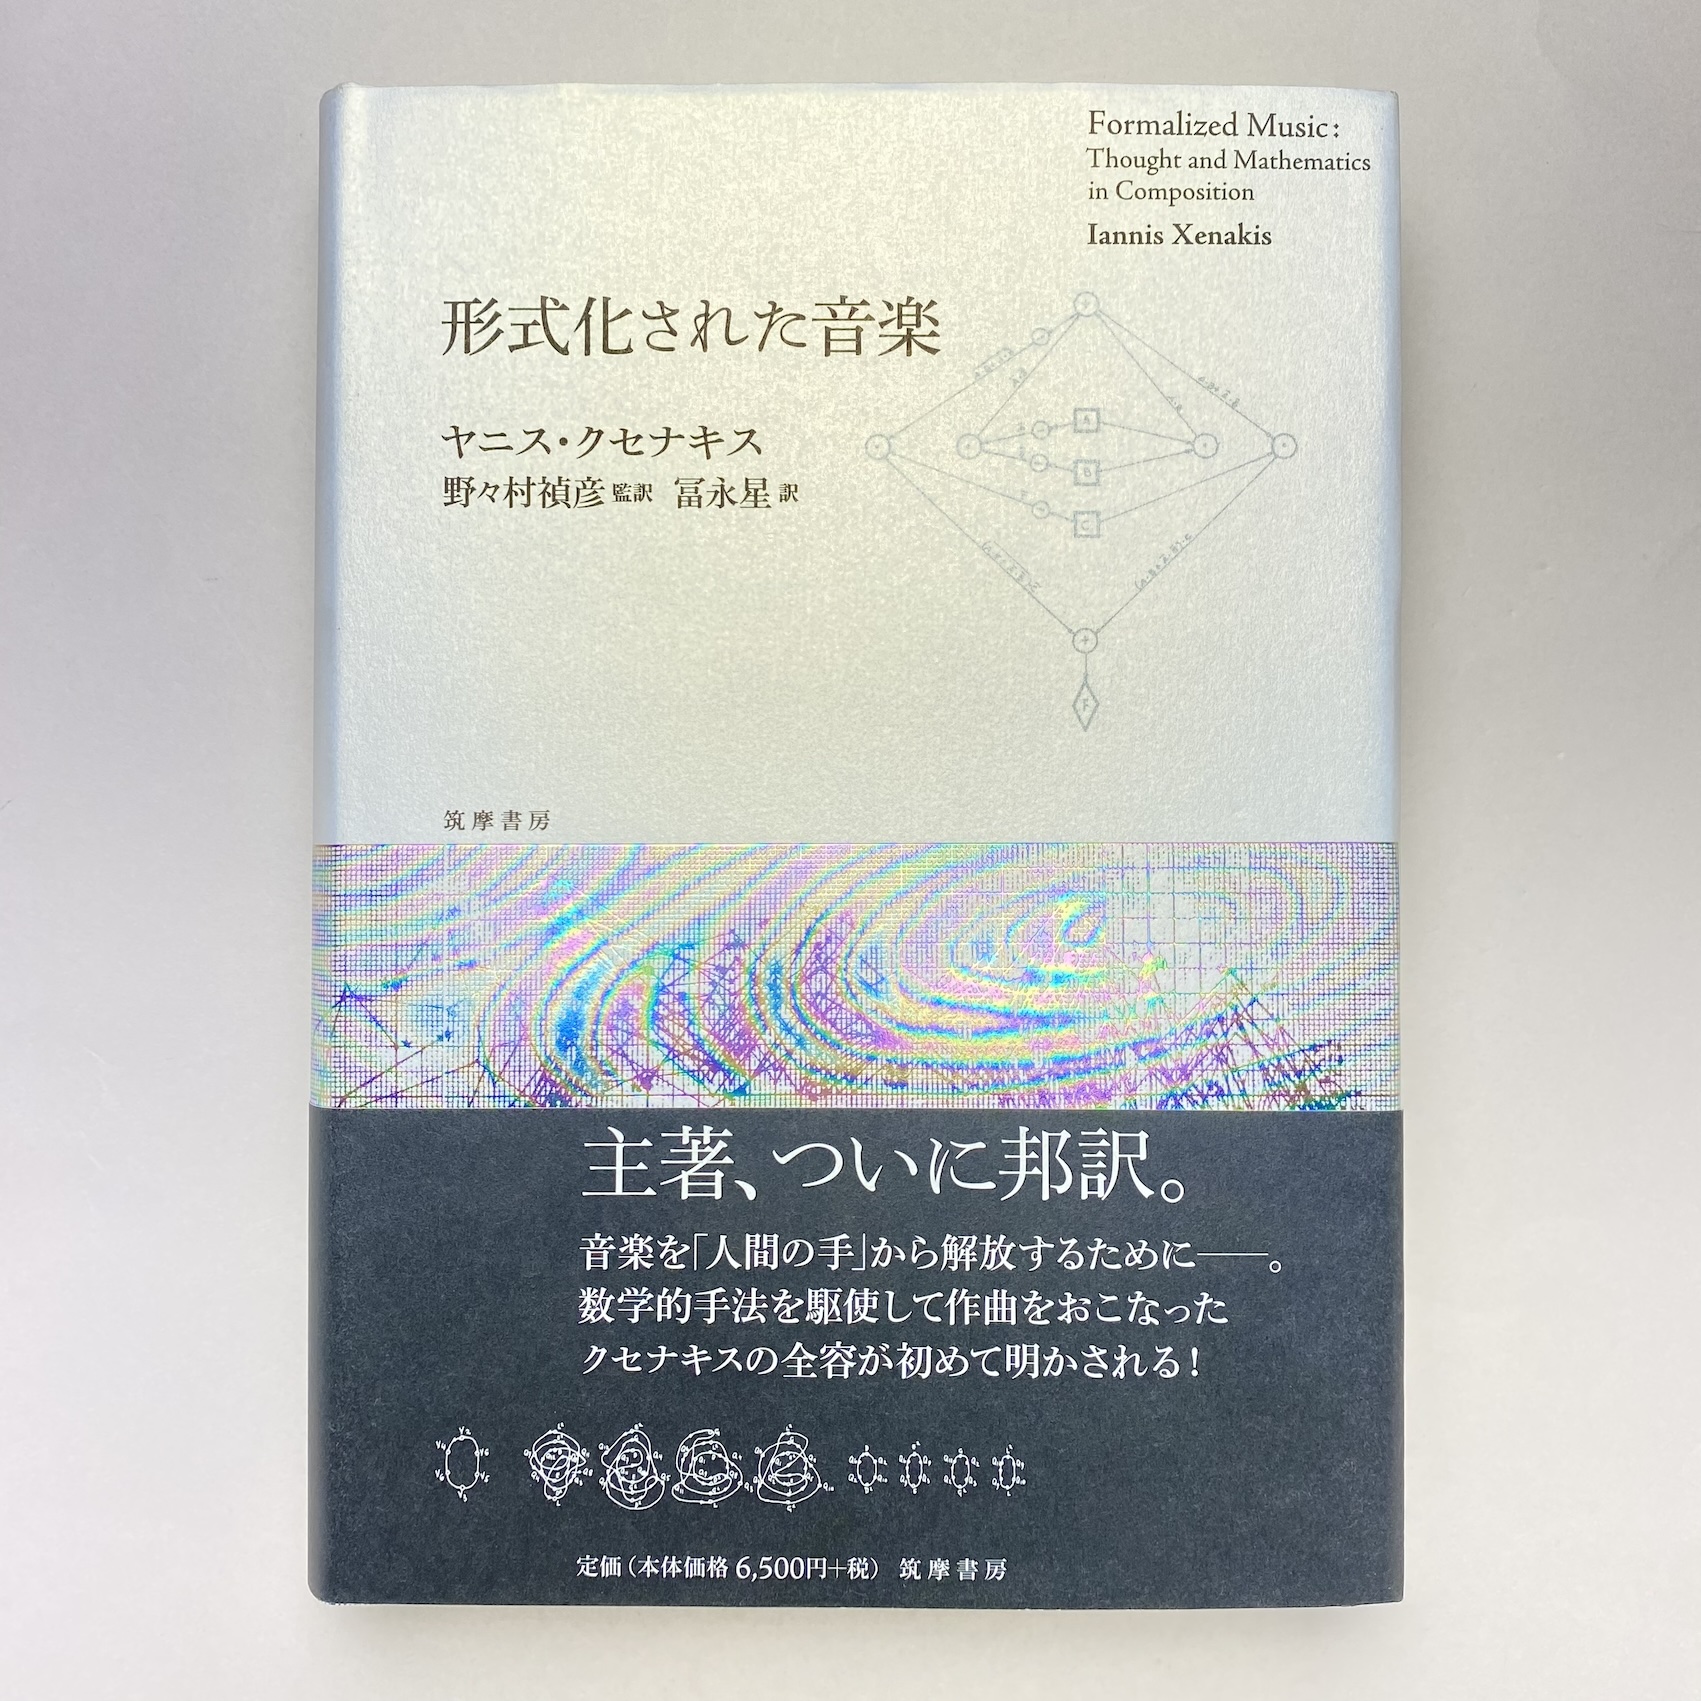 Formalized Music:
Thought and Mathematics
in Composition
Iannis Xenakis
形式化された音楽
ヤニス・クセナキス
野々村禎彦 監訳 冨永星 訳
A
B
C
F
筑摩書房
主著、ついに邦訳。
音楽を「人間の手」から解放するために――。
数学的手法を駆使して作曲をおこなった
クセナキスの全容が初めて明かされる!
定価(本体価格 6,500円+税) 筑摩書房